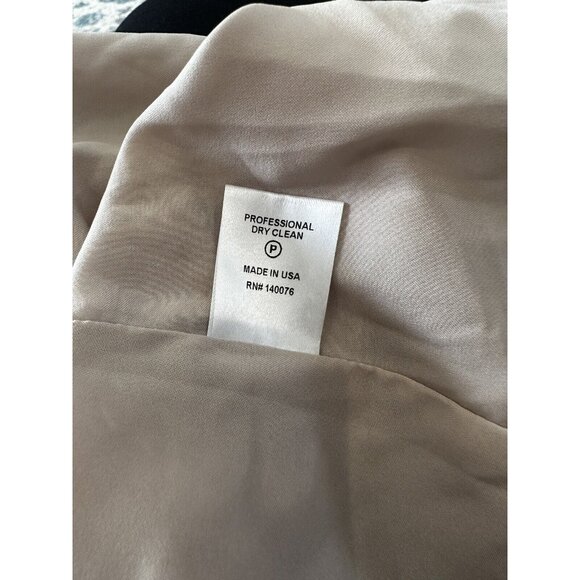 PROFESSIONAL
DRY CLEAN
P
MADE IN USA
RN# 140076